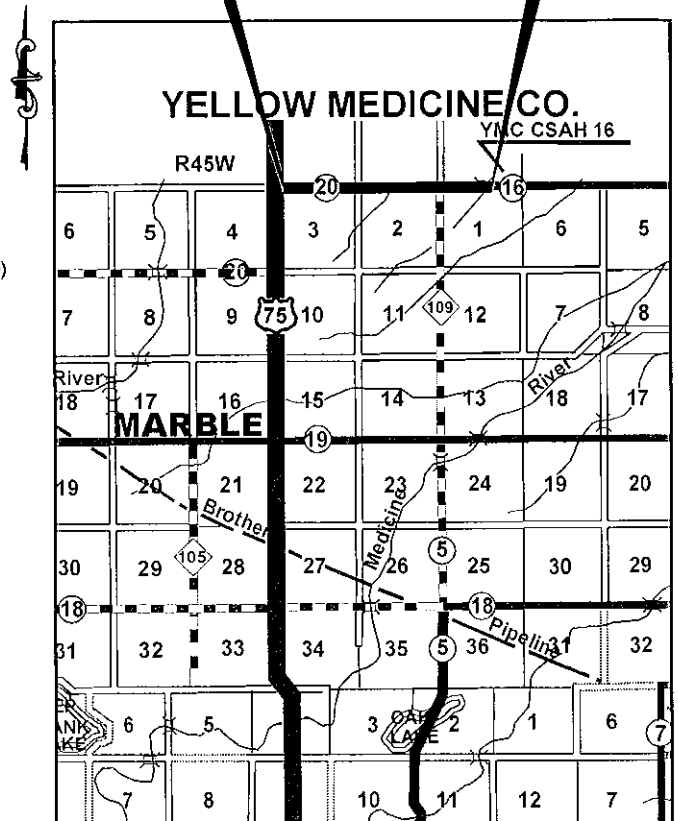 YELLOW MEDICINE CO.
YMC CSAH 16
R45W
20 16
6 5 4 3 2 1 6 5
)
20
7 8 9 75 10 11 109 12 7 8
River River
18 17 16 15 14 13 18 17
MARBLE
19
19 20 21 22 23 24 19 20
Brother Medicine
5
30 29 105 28 27 26 25 30 29
18 18
31 32 33 34 35 5 36 31 32
Pipeline
6 5 3 OAK LAKE 2 1 6
ANK
KE
7
7 8 10 11 12 7